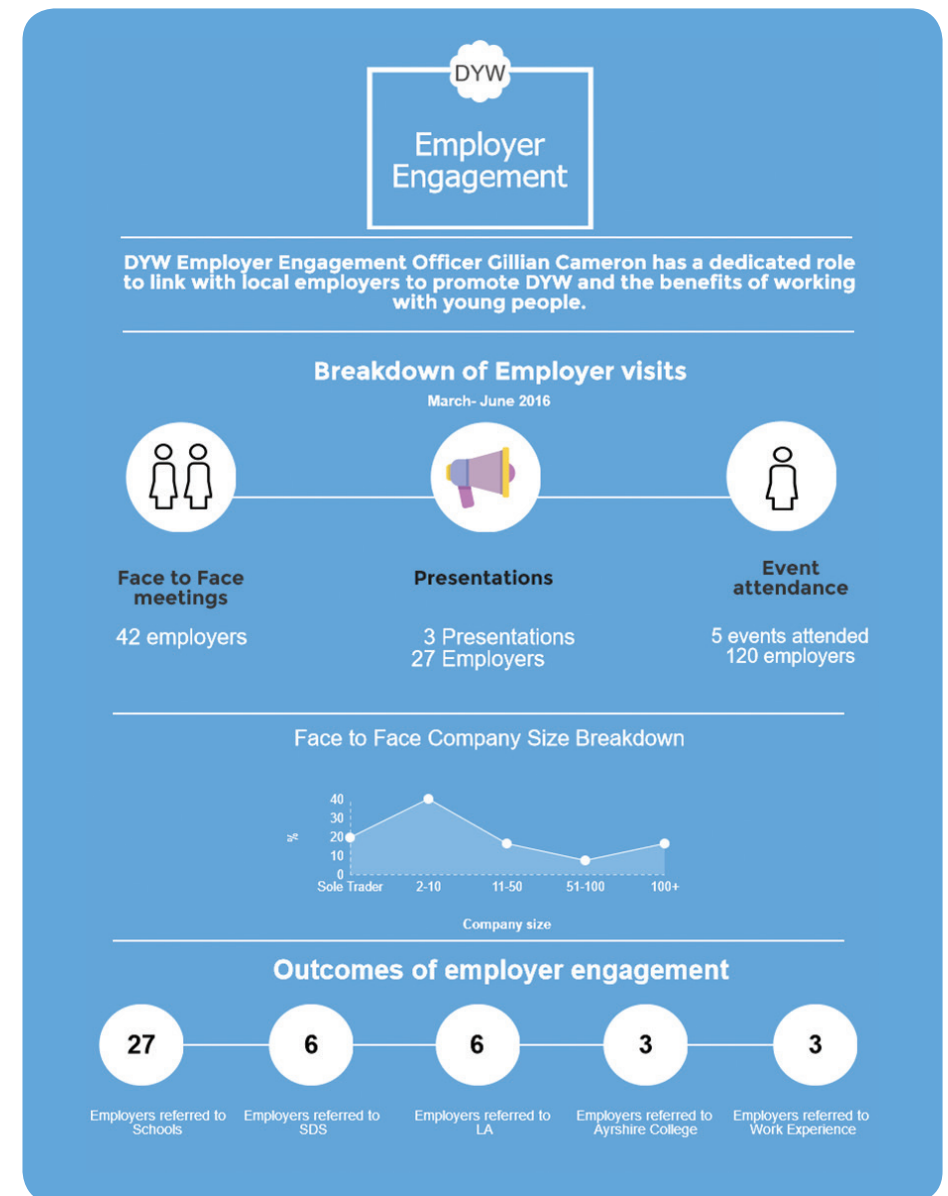 DYW
Employer
Engagement
DYW Employer Engagement Officer Gillian Cameron has a dedicated role
to link with local employers to promote DYW and the benefits of working
with young people.
Breakdown of Employer visits
March- June 2016
Face to Face
meetings
42 employers
Presentations
3 Presentations
27 Employers
Event
attendance
5 events attended
120 employers
Face to Face Company Size Breakdown
40
30
20
10
0
%
Sole Trader
2-10
11-50
51-100
100+
Company size
Outcomes of employer engagement
27
6
6
3
3
Employers referred to
Schools
Employers referred to
SDS
Employers referred to
LA
Employers referred to
Ayrshire College
Employers referred to
Work Experience